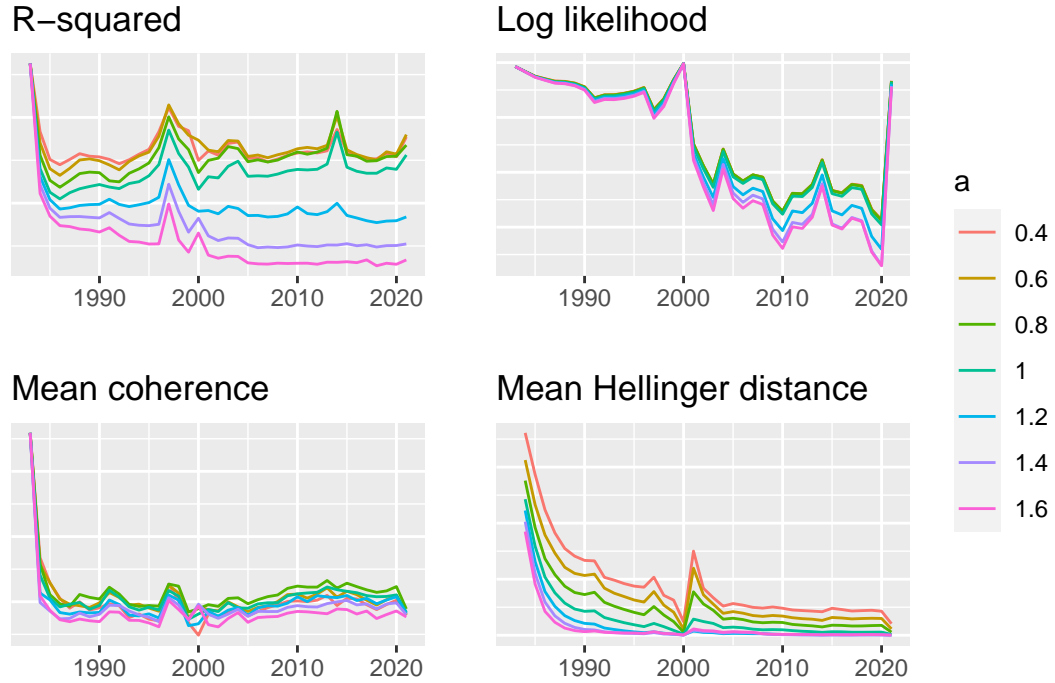 R−squared
Log likelihood
1990 2000 2010 2020
1990 2000 2010 2020
Mean coherence
Mean Hellinger distance
1990 2000 2010 2020
1990 2000 2010 2020
a
0.4
0.6
0.8
1
1.2
1.4
1.6